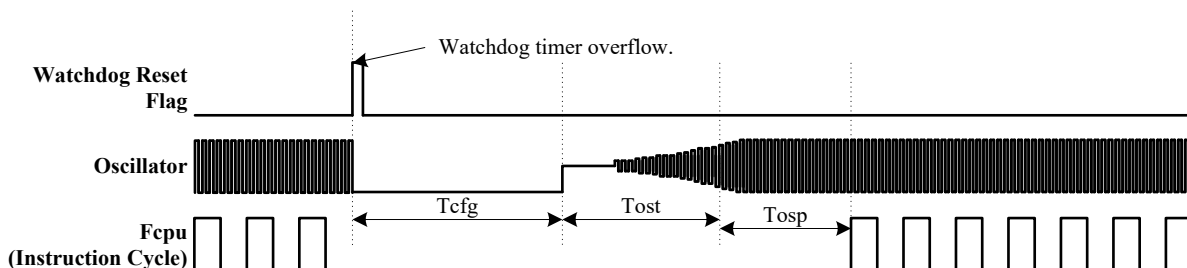 Watchdog timer overflow.
Watchdog Reset
Flag
Oscillator
Tcfg
Tost
Tosp
Fcpu
(Instruction Cycle)